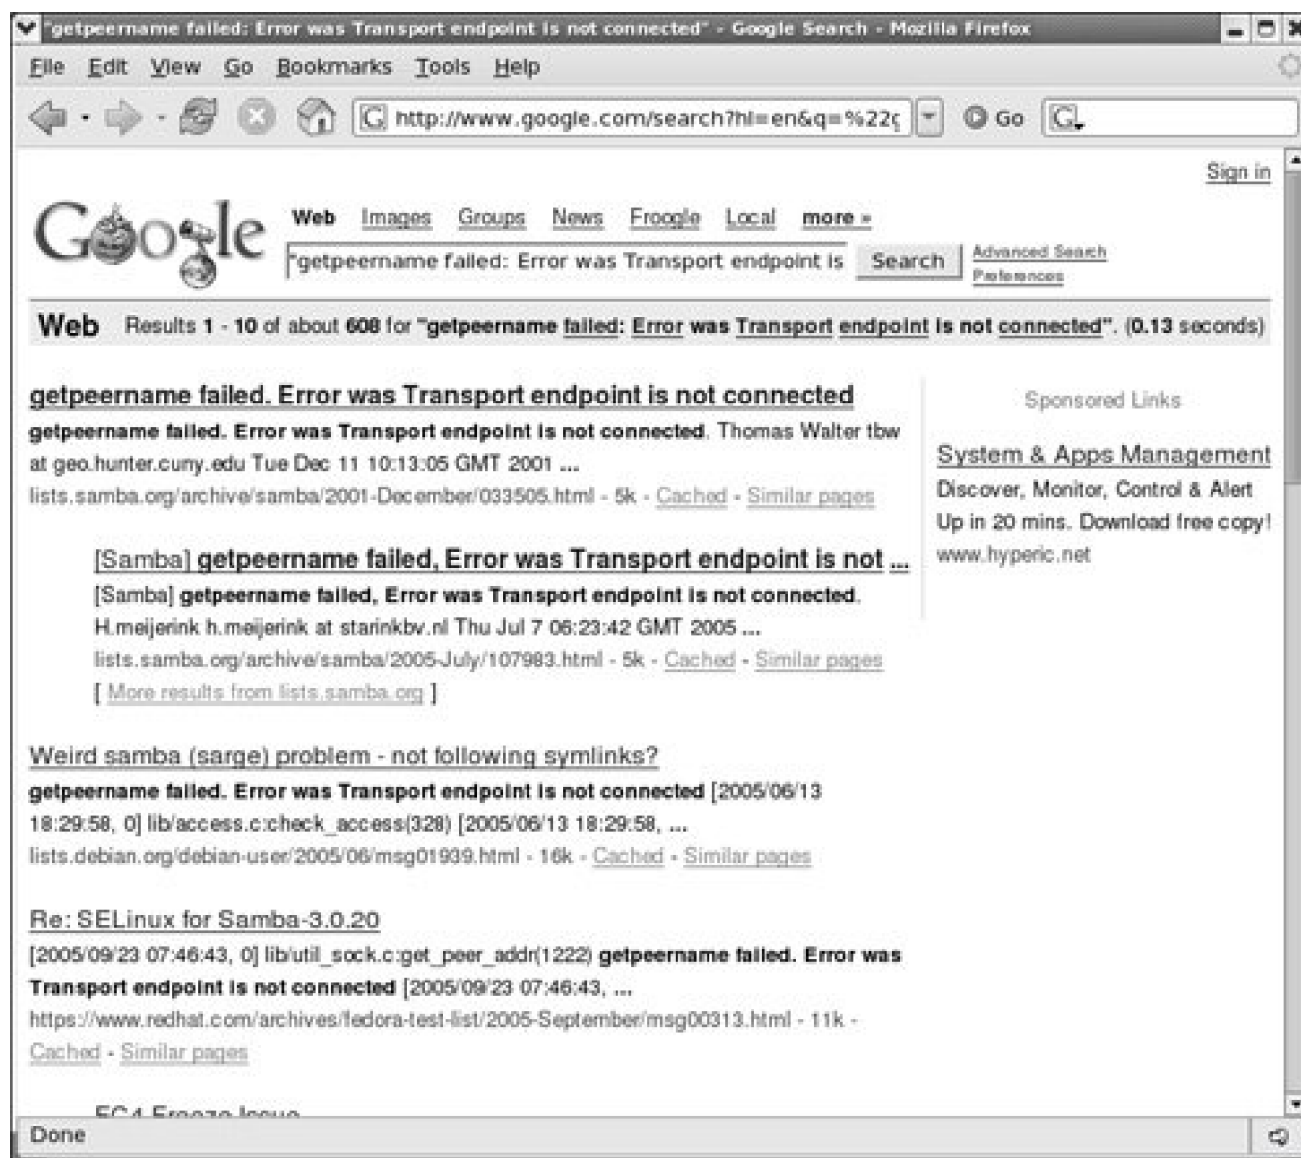 "getpeername failed: Error was Transport endpoint is not connected" - Google Search - Mozilla Firefox
File Edit View Go Bookmarks Tools Help
http://www.google.com/search?hl=en&q=%22g Go
Sign in
Google
Web Images Groups News Froogle Local more »
"getpeername failed: Error was Transport endpoint is Search Advanced Search
Preferences
Web Results 1 - 10 of about 608 for "getpeername failed: Error was Transport endpoint is not connected". (0.13 seconds)
getpeername failed. Error was Transport endpoint is not connected
getpeername failed. Error was Transport endpoint is not connected. Thomas Walter tbw
at geo.hunter.cuny.edu Tue Dec 11 10:13:05 GMT 2001 ...
lists.samba.org/archive/samba/2001-December/033505.html - 5k - Cached - Similar pages
[Samba] getpeername failed, Error was Transport endpoint is not ...
[Samba] getpeername failed, Error was Transport endpoint is not connected.
H.meijerink h.meijerink at starinkbv.nl Thu Jul 7 06:23:42 GMT 2005 ...
lists.samba.org/archive/samba/2005-July/107983.html - 5k - Cached - Similar pages
[ More results from lists.samba.org ]
Weird samba (sarge) problem - not following symlinks?
getpeername failed. Error was Transport endpoint is not connected [2005/06/13
18:29:58, 0] lib/access.c:check_access(328) [2005/06/13 18:29:58, ...
lists.debian.org/debian-user/2005/06/msg01939.html - 16k - Cached - Similar pages
Re: SELinux for Samba-3.0.20
[2005/09/23 07:46:43, 0] lib/util_sock.c:get_peer_addr(1222) getpeername failed. Error was
Transport endpoint is not connected [2005/09/23 07:46:43, ...
https://www.redhat.com/archives/fedora-test-list/2005-September/msg00313.html - 11k -
Cached - Similar pages
FC4 Freeze Issue
Sponsored Links
System & Apps Management
Discover, Monitor, Control & Alert
Up in 20 mins. Download free copy!
www.hyperic.net
Done